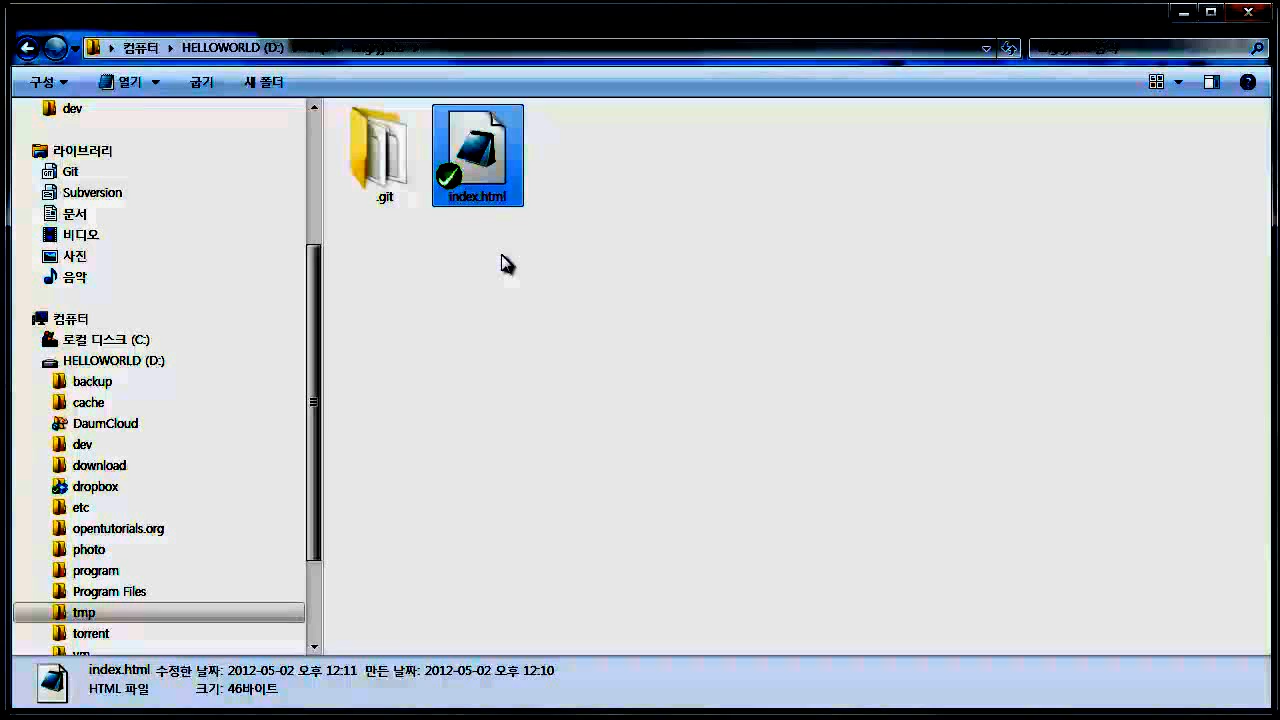 컴퓨터 HELLOWORLD (D:)
구성 열기 굽기 새 폴더
dev
라이브러리
Git
Subversion
문서
비디오
사진
음악
컴퓨터
로컬 디스크 (C:)
HELLOWORLD (D:)
backup
cache
DaumCloud
dev
download
dropbox
etc
opentutorials.org
photo
program
Program Files
tmp
torrent
.git
index.html
index.html 수정한 날짜: 2012-05-02 오후 12:11 만든 날짜: 2012-05-02 오후 12:10
HTML 파일 크기: 46바이트